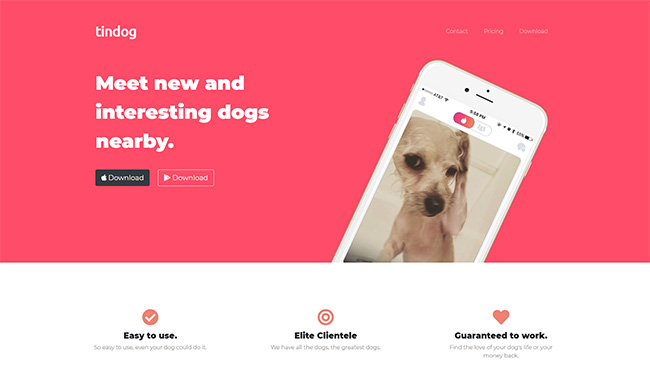 tindog
Contact Pricing Download
Meet new and
interesting dogs
nearby.
Download Download
AT&T 5:58 PM 55%
Easy to use. Elite Clientele Guaranteed to work.
So easy to use, even your dog could do it. We have all the dogs, the greatest dogs. Find the love of your dog's life or your
money back.